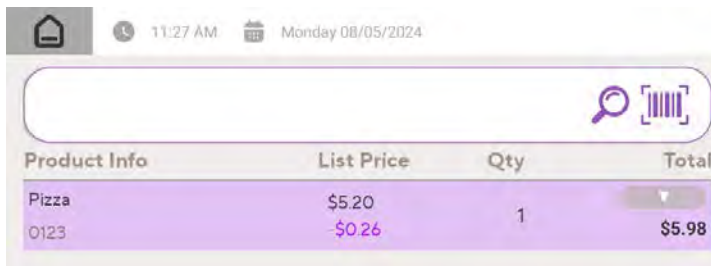 11:27 AM Monday 08/05/2024
Product Info List Price Qty Total
Pizza $5.20
0123 -$0.26 1 $5.98